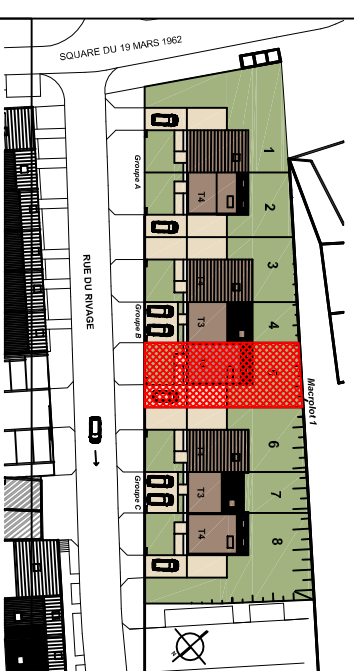 SQUARE DU 19 MARS 1962
RUE DU RIVAGE
Groupe A
Groupe B
Groupe C
Macrolot 1
1
2
3
4
6
7
8
T4
T3
T3
T4
N